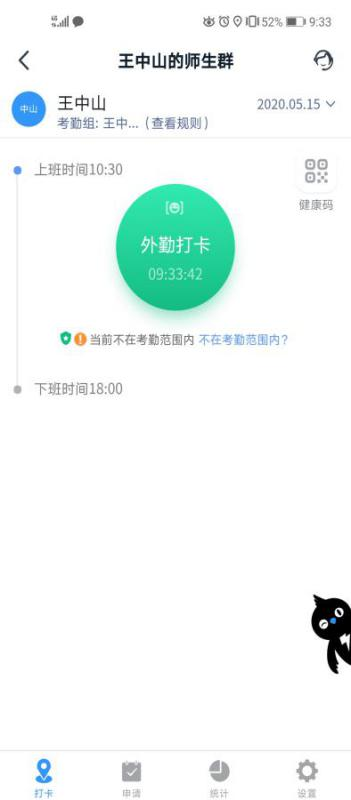 52% 9:33
王中山的师生群
中山
王中山
2020.05.15
考勤组: 王中...（查看规则）
上班时间10:30
健康码
外勤打卡
09:33:42
当前不在考勤范围内 不在考勤范围内?
下班时间18:00
打卡 申请 统计 设置